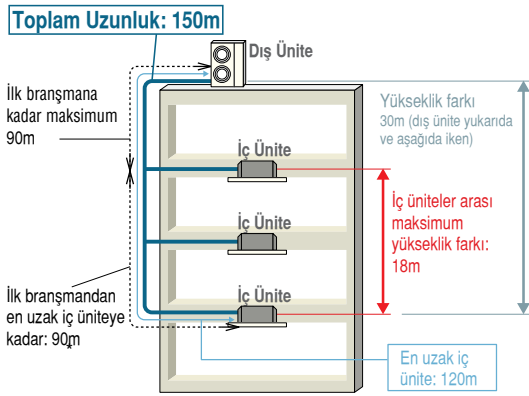 Toplam Uzunluk: 150m
Dış Ünite
İlk branşmana
kadar maksimum
90m
Yükseklik farkı
30m (dış ünite yukarıda
ve aşağıda iken)
İç Ünite
İç üniteler arası
maksimum
yükseklik farkı:
18m
İç Ünite
İlk branşmandan
en uzak iç üniteye
kadar: 90m
*
İç Ünite
En uzak iç
ünite: 120m